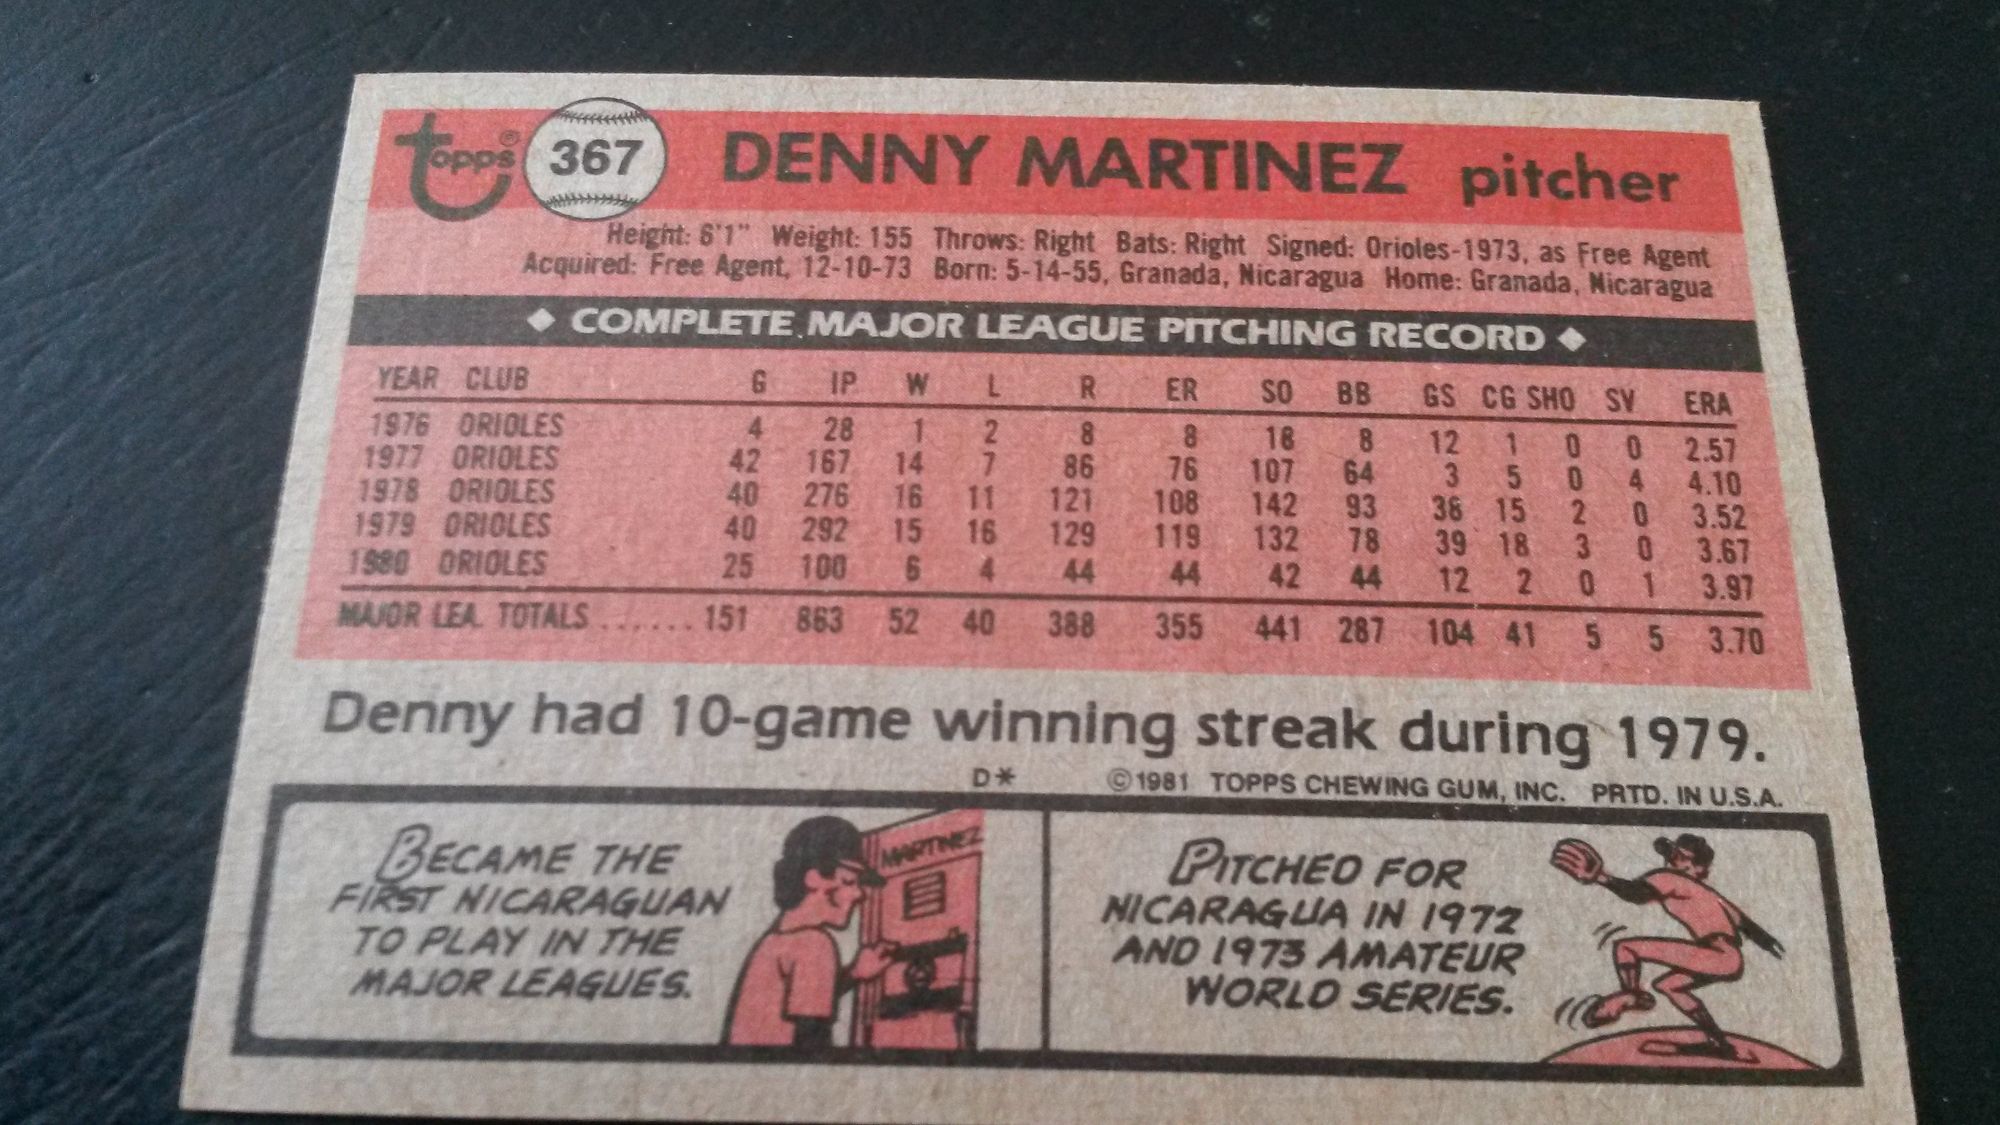 topps® 367 DENNY MARTINEZ pitcher
Height: 6'1" Weight: 155 Throws: Right Bats: Right Signed: Orioles-1973, as Free Agent
Acquired: Free Agent, 12-10-73 Born: 5-14-55, Granada, Nicaragua Home: Granada, Nicaragua
◆ COMPLETE MAJOR LEAGUE PITCHING RECORD ◆
YEAR CLUB G IP W L R ER SO BB GS CG SHO SV ERA
1976 ORIOLES 4 28 1 2 8 8 18 8 12 1 0 0 2.57
1977 ORIOLES 42 167 14 7 86 76 107 64 3 5 0 4 4.10
1978 ORIOLES 40 276 16 11 121 108 142 93 38 15 2 0 3.52
1979 ORIOLES 40 292 15 16 129 119 132 78 39 18 3 0 3.67
1980 ORIOLES 25 100 6 4 44 44 42 44 12 2 0 1 3.97
MAJOR LEA. TOTALS ...... 151 863 52 40 388 355 441 287 104 41 5 5 3.70
Denny had 10-game winning streak during 1979.
D* ©1981 TOPPS CHEWING GUM, INC. PRTD. IN U.S.A.
BECAME THE
FIRST NICARAGUAN
TO PLAY IN THE
MAJOR LEAGUES.
MARTINEZ
PITCHED FOR
NICARAGUA IN 1972
AND 1973 AMATEUR
WORLD SERIES.